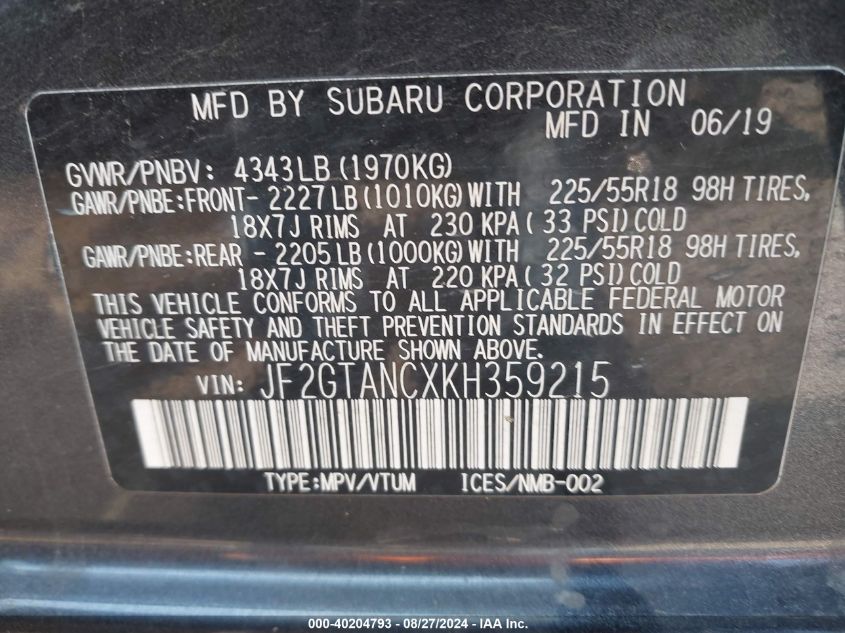 MFD BY SUBARU CORPORATION
MFD IN 06/19
GVWR/PNBV: 4343LB(1970KG)
GAWR/PNBE:FRONT- 2227LB(1010KG)WITH 225/55R18 98H TIRES,
18X7J RIMS AT 230 KPA( 33 PSI)COLD
GAWR/PNBE:REAR - 2205LB(1000KG)WITH 225/55R18 98H TIRES,
18X7J RIMS AT 220 KPA( 32 PSI)COLD
THIS VEHICLE CONFORMS TO ALL APPLICABLE FEDERAL MOTOR
VEHICLE SAFETY AND THEFT PREVENTION STANDARDS IN EFFECT ON
THE DATE OF MANUFACTURE SHOWN ABOVE.
VIN: JF2GTANCXKH359215
TYPE:MPV/VTUM ICES/NMB-002
000-40204793 - 08/27/2024 - IAA Inc.